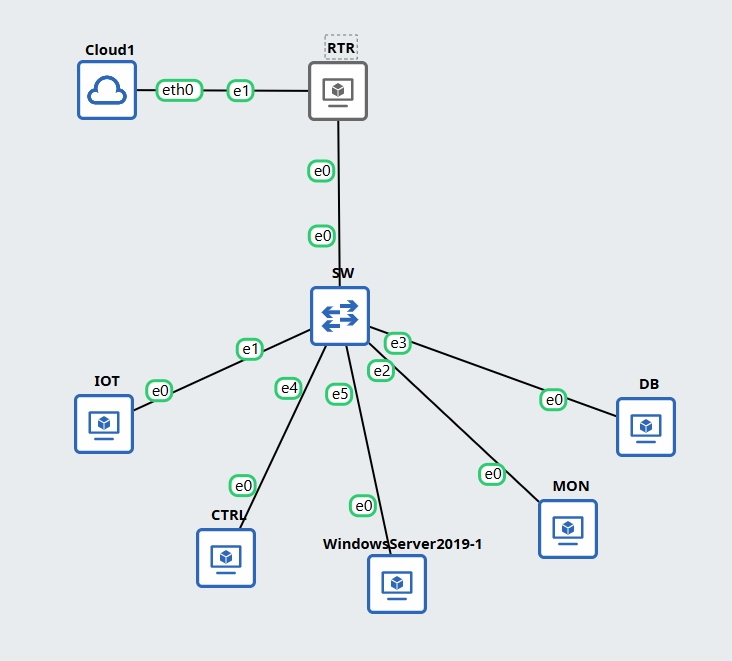 Cloud1
RTR
eth0
e1
e0
e0
SW
e1
e3
e2
e4
e5
IOT
e0
DB
e0
MON
e0
e0
e0
CTRL
WindowsServer2019-1